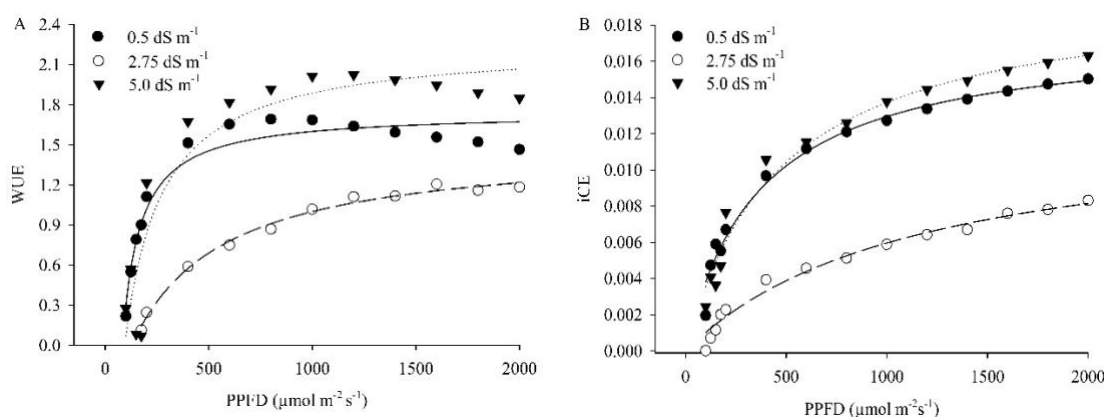 A
0.5 dS m⁻¹
2.75 dS m⁻¹
5.0 dS m⁻¹
2.7
2.4
2.1
1.8
1.5
1.2
0.9
0.6
0.3
0.0
WUE
0
500
1000
1500
2000
PPFD (µmol m⁻² s⁻¹)
B
0.5 dS m⁻¹
2.75 dS m⁻¹
5.0 dS m⁻¹
0.020
0.018
0.016
0.014
0.012
0.010
0.008
0.006
0.004
0.002
0.000
iCE
0
500
1000
1500
2000
PPFD (µmol m⁻² s⁻¹)